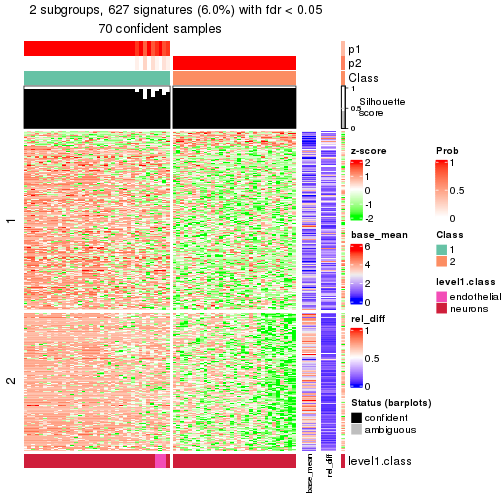 2 subgroups, 627 signatures (6.0%) with fdr < 0.05
70 confident samples
p1
p2
Class
1
0.5
0
Silhouette
score
1
2
z-score
2
1
0
-1
-2
base_mean
6
4
2
0
rel_diff
1
0.5
0
Status (barplots)
confident
ambiguous
Prob
1
0.5
0
Class
1
2
level1.class
endothelial
neurons
level1.class
base_mean
rel_diff